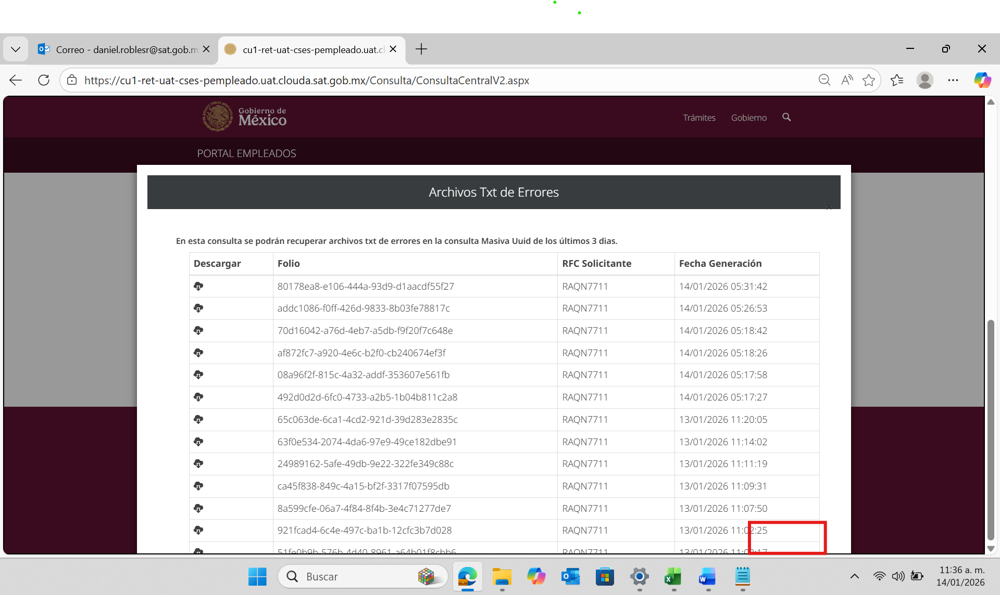 Correo - daniel.roblesr@sat.gob.m
cu1-ret-uat-cses-pempleado.uat.cl
https://cu1-ret-uat-cses-pempleado.uat.clouda.sat.gob.mx/Consulta/ConsultaCentralV2.aspx
Gobierno de
México
Trámites Gobierno
PORTAL EMPLEADOS
Archivos Txt de Errores
En esta consulta se podrán recuperar archivos txt de errores en la consulta Masiva Uuid de los últimos 3 dias.
Descargar Folio RFC Solicitante Fecha Generación
80178ea8-e106-444a-93d9-d1aacdf55f27 RAQN7711 14/01/2026 05:31:42
addc1086-f0ff-426d-9833-8b03fe78817c RAQN7711 14/01/2026 05:26:53
70d16042-a76d-4eb7-a5db-f9f20f7c648e RAQN7711 14/01/2026 05:18:42
af872fc7-a920-4e6c-b2f0-cb240674ef3f RAQN7711 14/01/2026 05:18:26
08a96f2f-815c-4a32-addf-353607e561fb RAQN7711 14/01/2026 05:17:58
492d0d2d-6fc0-4733-a2b5-1b04b811c2a8 RAQN7711 14/01/2026 05:17:27
65c063de-6ca1-4cd2-921d-39d283e2835c RAQN7711 13/01/2026 11:20:05
63f0e534-2074-4da6-97e9-49ce182dbe91 RAQN7711 13/01/2026 11:14:02
24989162-5afe-49db-9e22-322fe349c88c RAQN7711 13/01/2026 11:11:19
ca45f838-849c-4a15-bf2f-3317f07595db RAQN7711 13/01/2026 11:09:31
8a599cfe-06a7-4f84-8f4b-3e4c71277de7 RAQN7711 13/01/2026 11:07:50
921fcad4-6c4e-497c-ba1b-12cfc3b7d028 RAQN7711 13/01/2026 11:02:25
RAQN7711 13/01/2026
Buscar
11:36 a. m.
14/01/2026